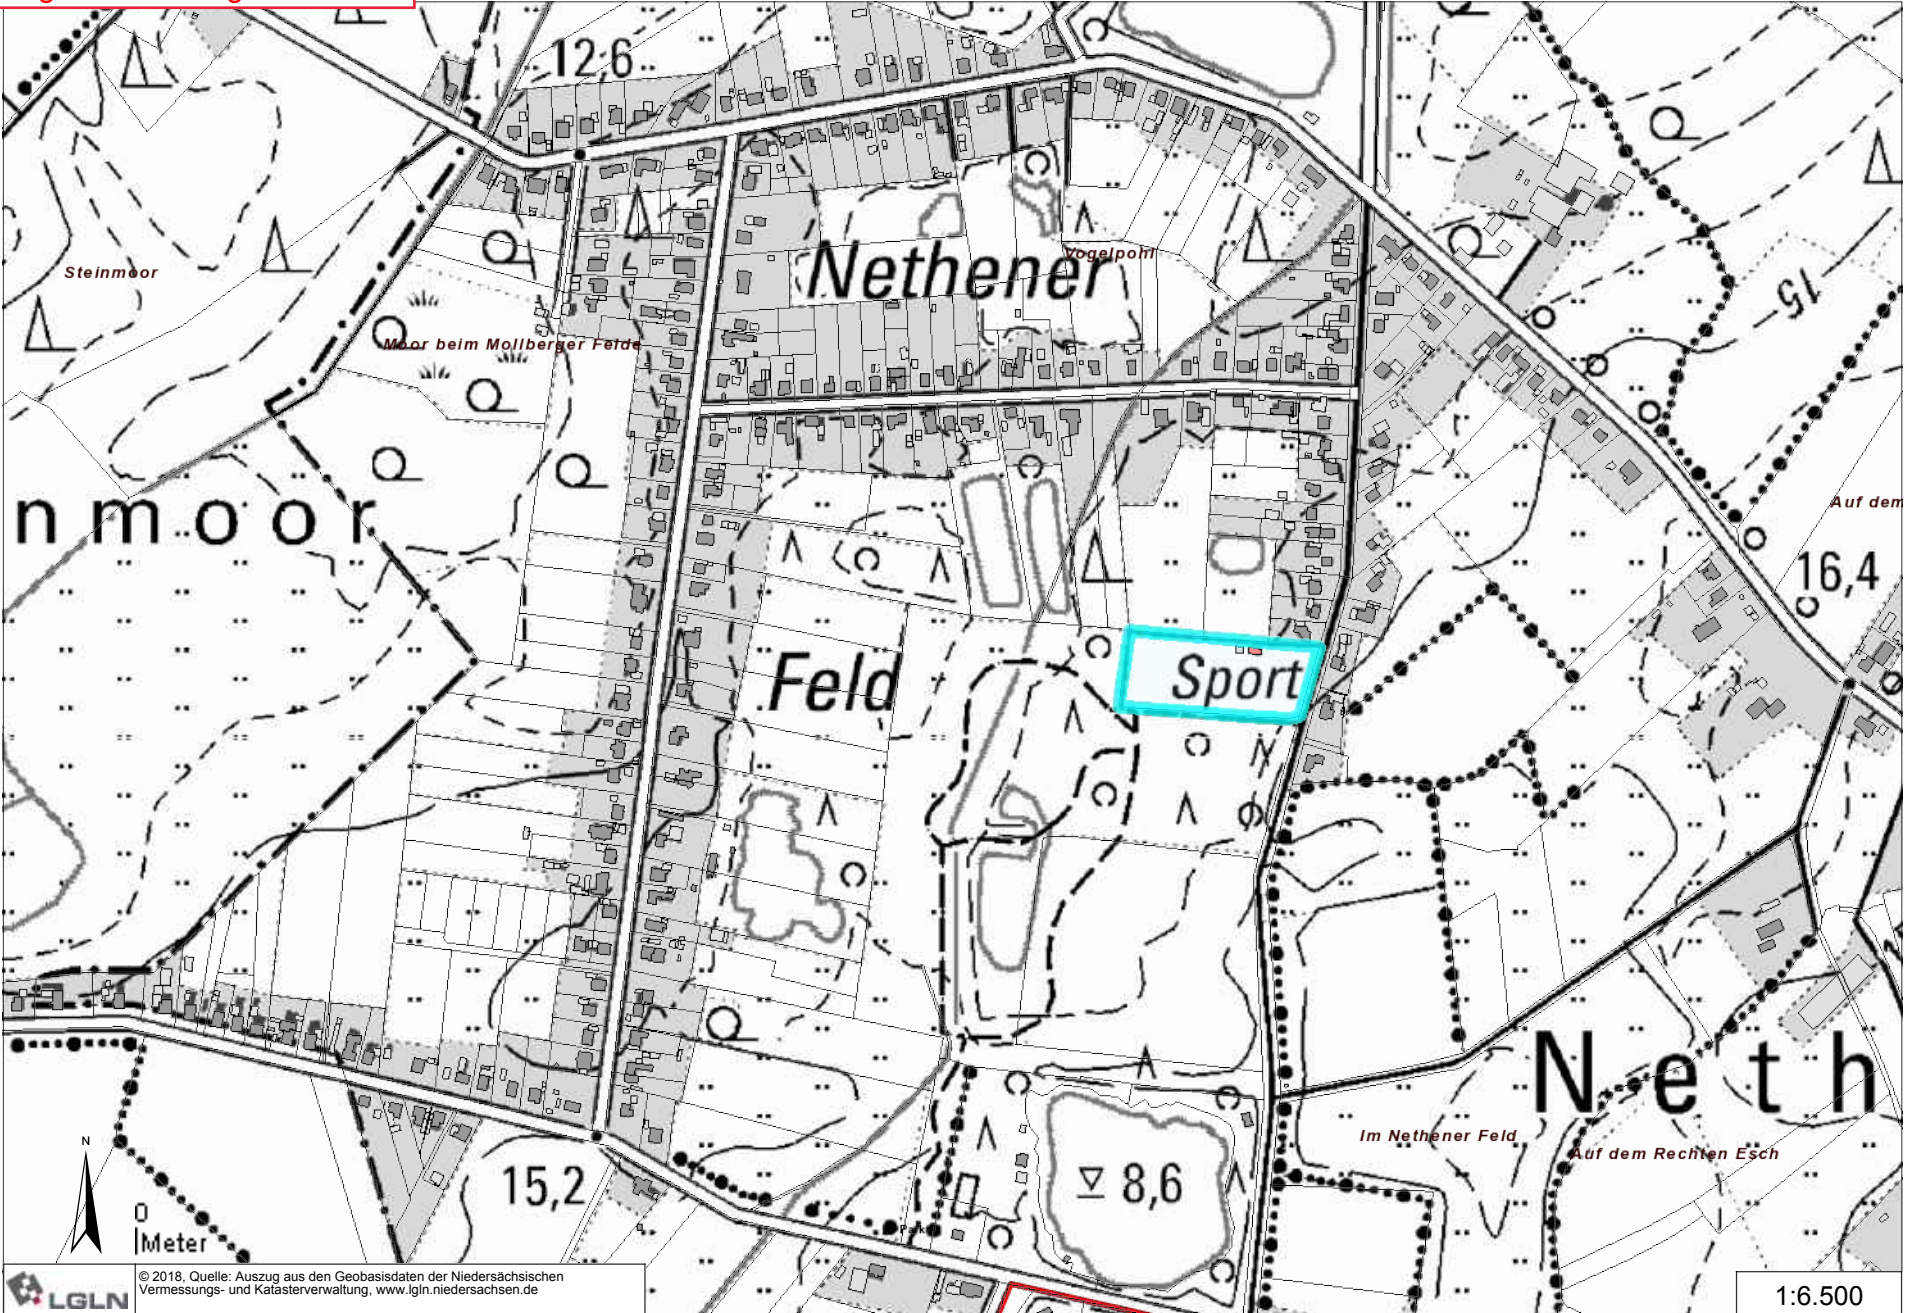 12,6
Nethener
Vogelpohl
Steinmoor
15
Moor beim Mollberger Felde
nmoor
Auf dem
16,4
Feld
Sport
Neth
Im Nethener Feld
Auf dem Rechten Esch
15,2
8,6
N
0
Meter
LGLN
© 2018, Quelle: Auszug aus den Geobasisdaten der Niedersächsischen
Vermessungs- und Katasterverwaltung, www.lgln.niedersachsen.de
1:6.500